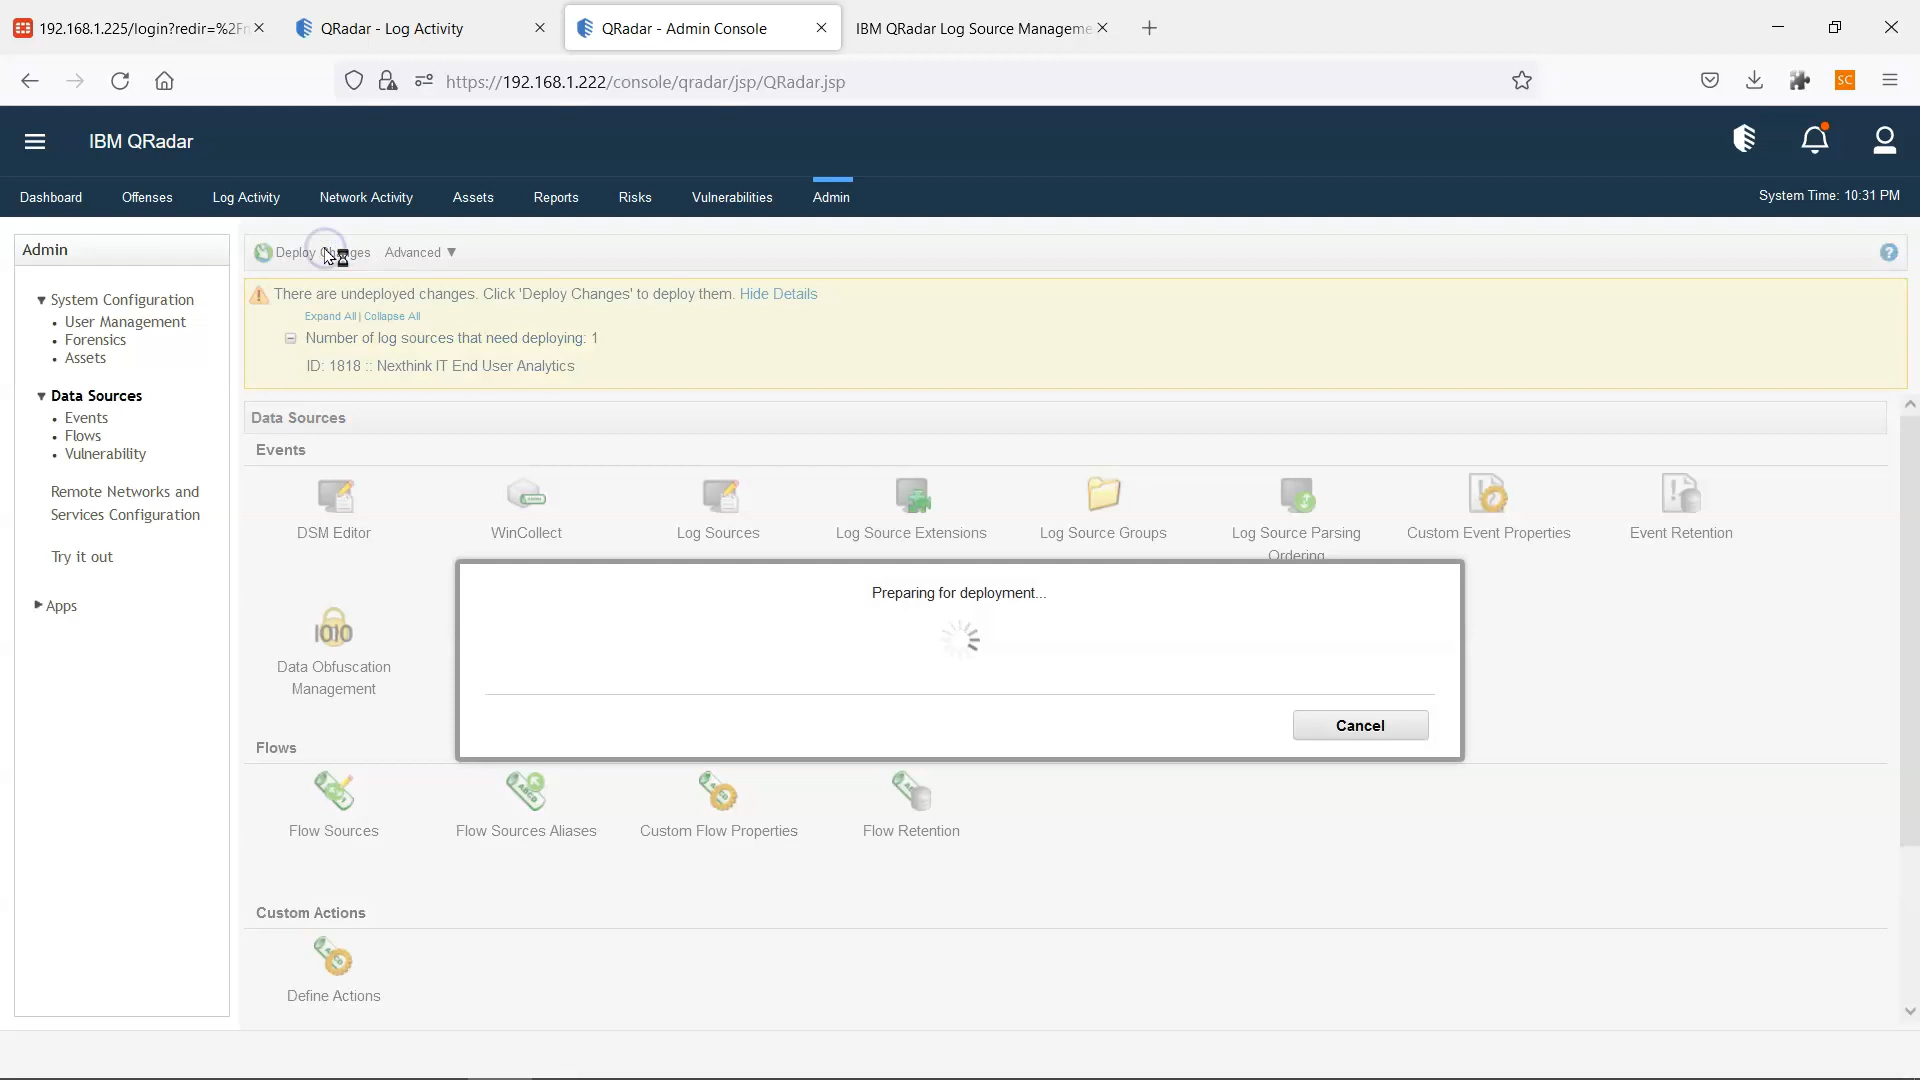 192.168.1.225/login?redir=%2Fn
QRadar - Log Activity
QRadar - Admin Console
IBM QRadar Log Source Manageme
https://192.168.1.222/console/qradar/jsp/QRadar.jsp
SC
IBM QRadar
Dashboard
Offenses
Log Activity
Network Activity
Assets
Reports
Risks
Vulnerabilities
Admin
System Time: 10:31 PM
Admin
System Configuration
User Management
Forensics
Assets
Data Sources
Events
Flows
Vulnerability
Remote Networks and
Services Configuration
Try it out
Apps
Deploy Changes
Advanced ▼
There are undeployed changes. Click 'Deploy Changes' to deploy them. Hide Details
Expand All | Collapse All
Number of log sources that need deploying: 1
ID: 1818 :: Nexthink IT End User Analytics
Data Sources
Events
DSM Editor
WinCollect
Log Sources
Log Source Extensions
Log Source Groups
Log Source Parsing
Ordering
Custom Event Properties
Event Retention
Data Obfuscation
Management
Preparing for deployment...
Cancel
Flows
Flow Sources
Flow Sources Aliases
Custom Flow Properties
Flow Retention
Custom Actions
Define Actions